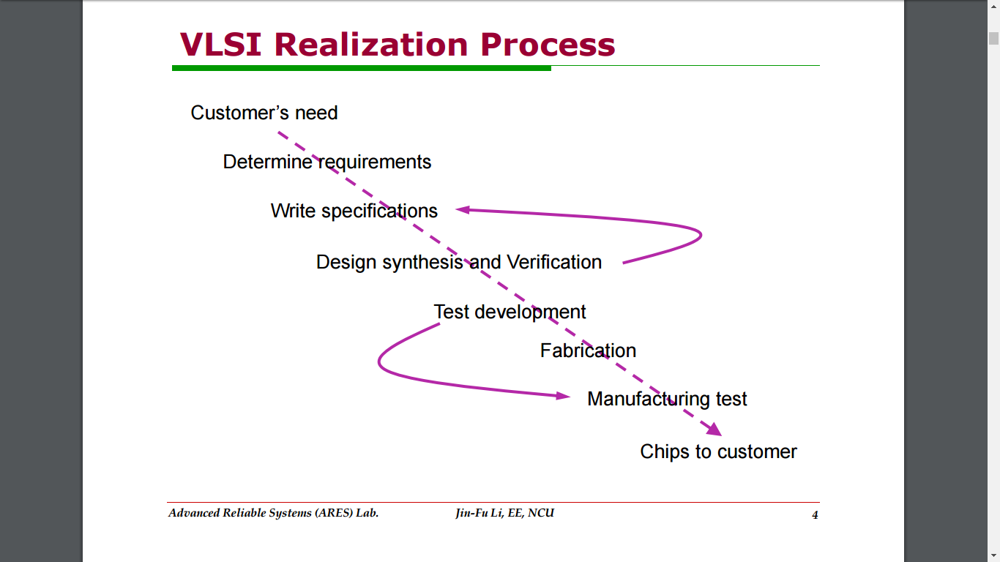 VLSI Realization Process
Customer’s need
Determine requirements
Write specifications
Design synthesis and Verification
Test development
Fabrication
Manufacturing test
Chips to customer
Advanced Reliable Systems (ARES) Lab. Jin-Fu Li, EE, NCU 4